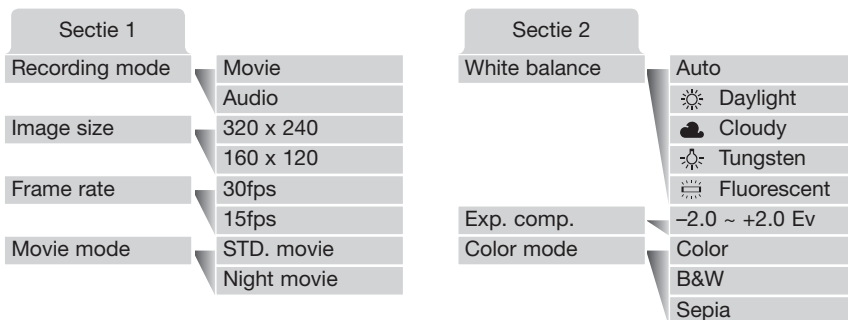 Sectie 1
Recording mode Movie
Audio
Image size 320 x 240
160 x 120
Frame rate 30fps
15fps
Movie mode STD. movie
Night movie
Sectie 2
White balance Auto
Daylight
Cloudy
Tungsten
Fluorescent
Exp. comp. –2.0 ~ +2.0 Ev
Color mode Color
B&W
Sepia